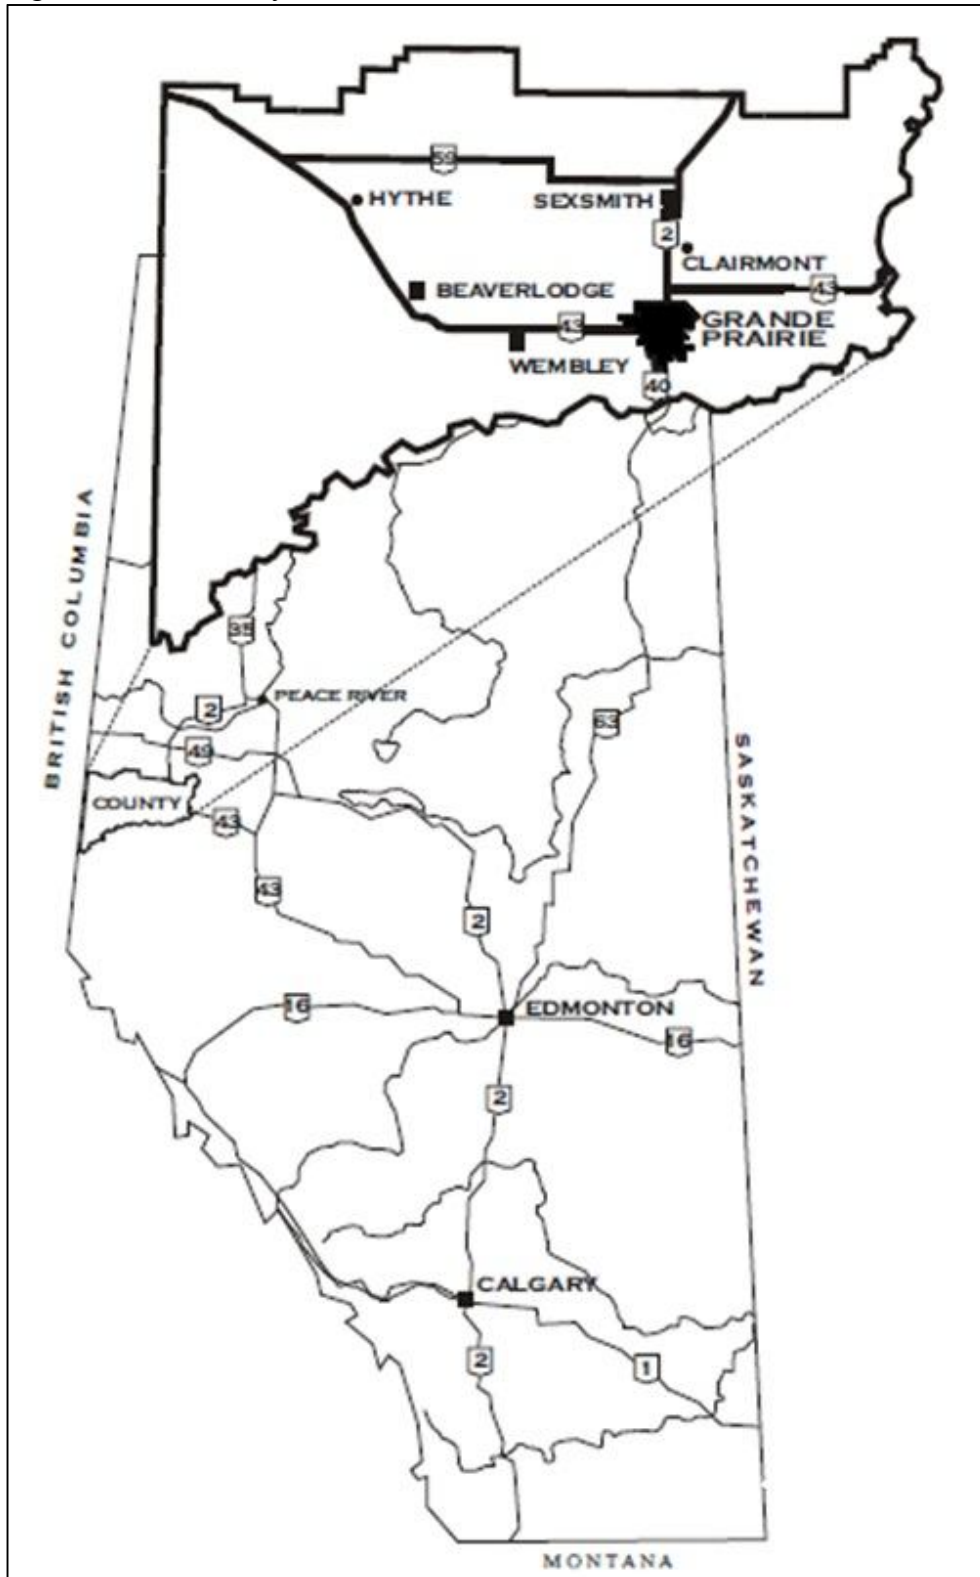 59
HYTHE
SEXSMITH
2
CLAIRMONT
BEAVERLODGE
43
43
GRANDE
PRAIRIE
WEMBLEY
40
BRITISH COLUMBIA
35
PEACE RIVER
2
63
49
SASKATCHEWAN
COUNTY
43
43
2
16
EDMONTON
16
2
CALGARY
2
1
MONTANA